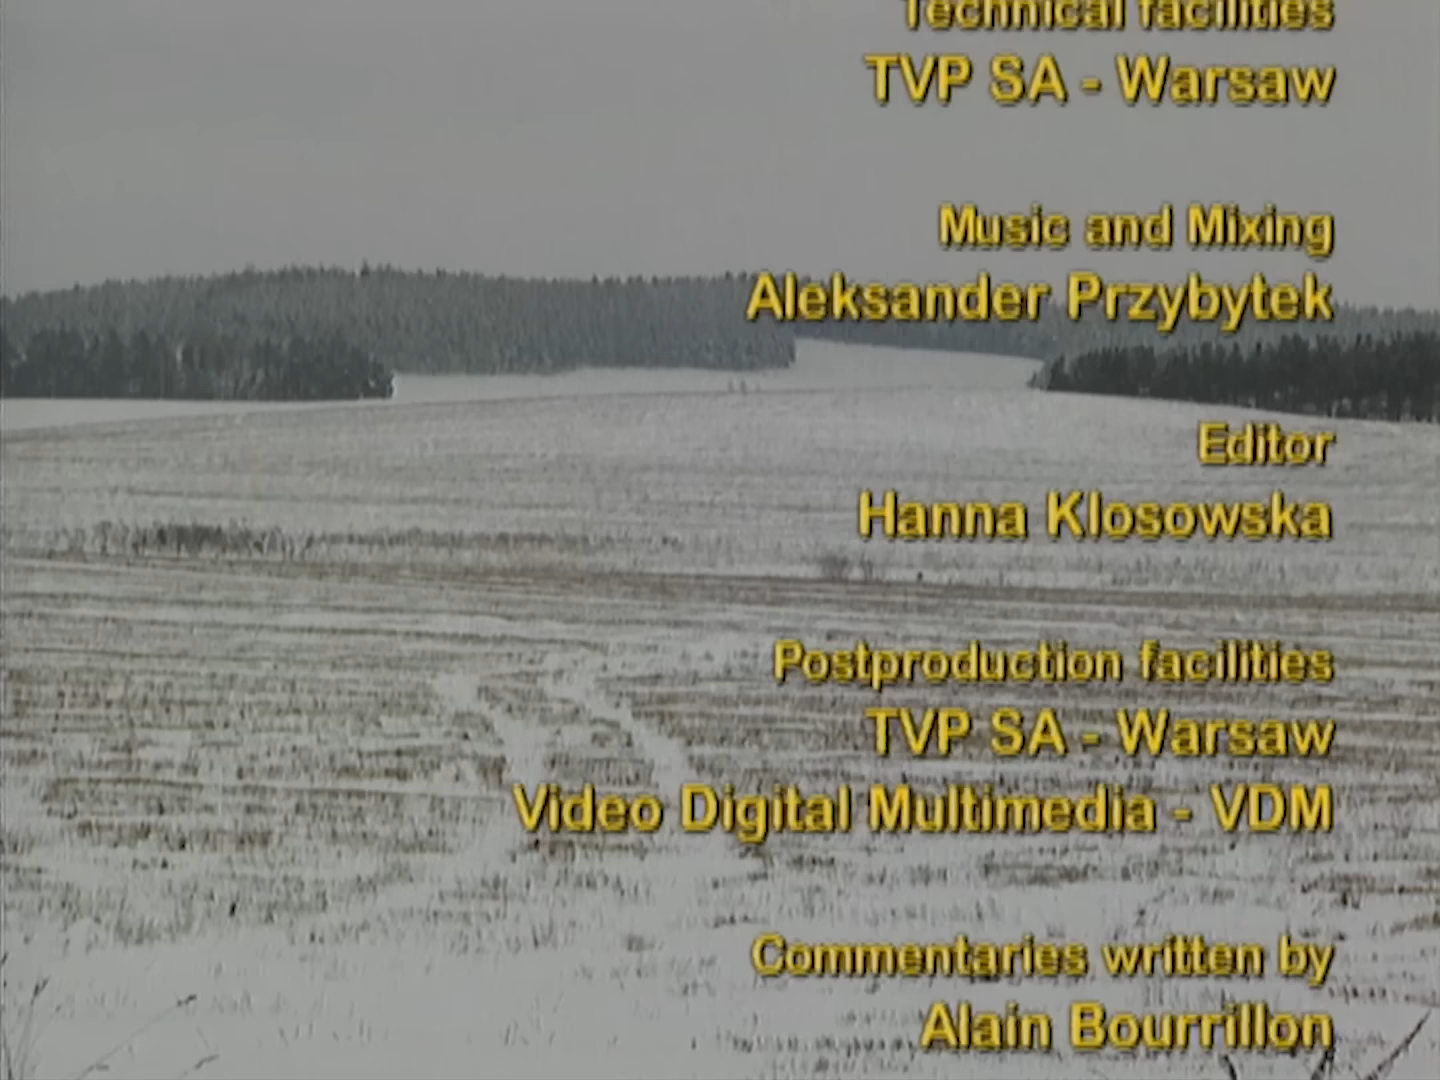 Technical facilities
TVP SA - Warsaw
Music and Mixing
Aleksander Przybytek
Editor
Hanna Klosowska
Postproduction facilities
TVP SA - Warsaw
Video Digital Multimedia - VDM
Commentaries written by
Alain Bourrillon